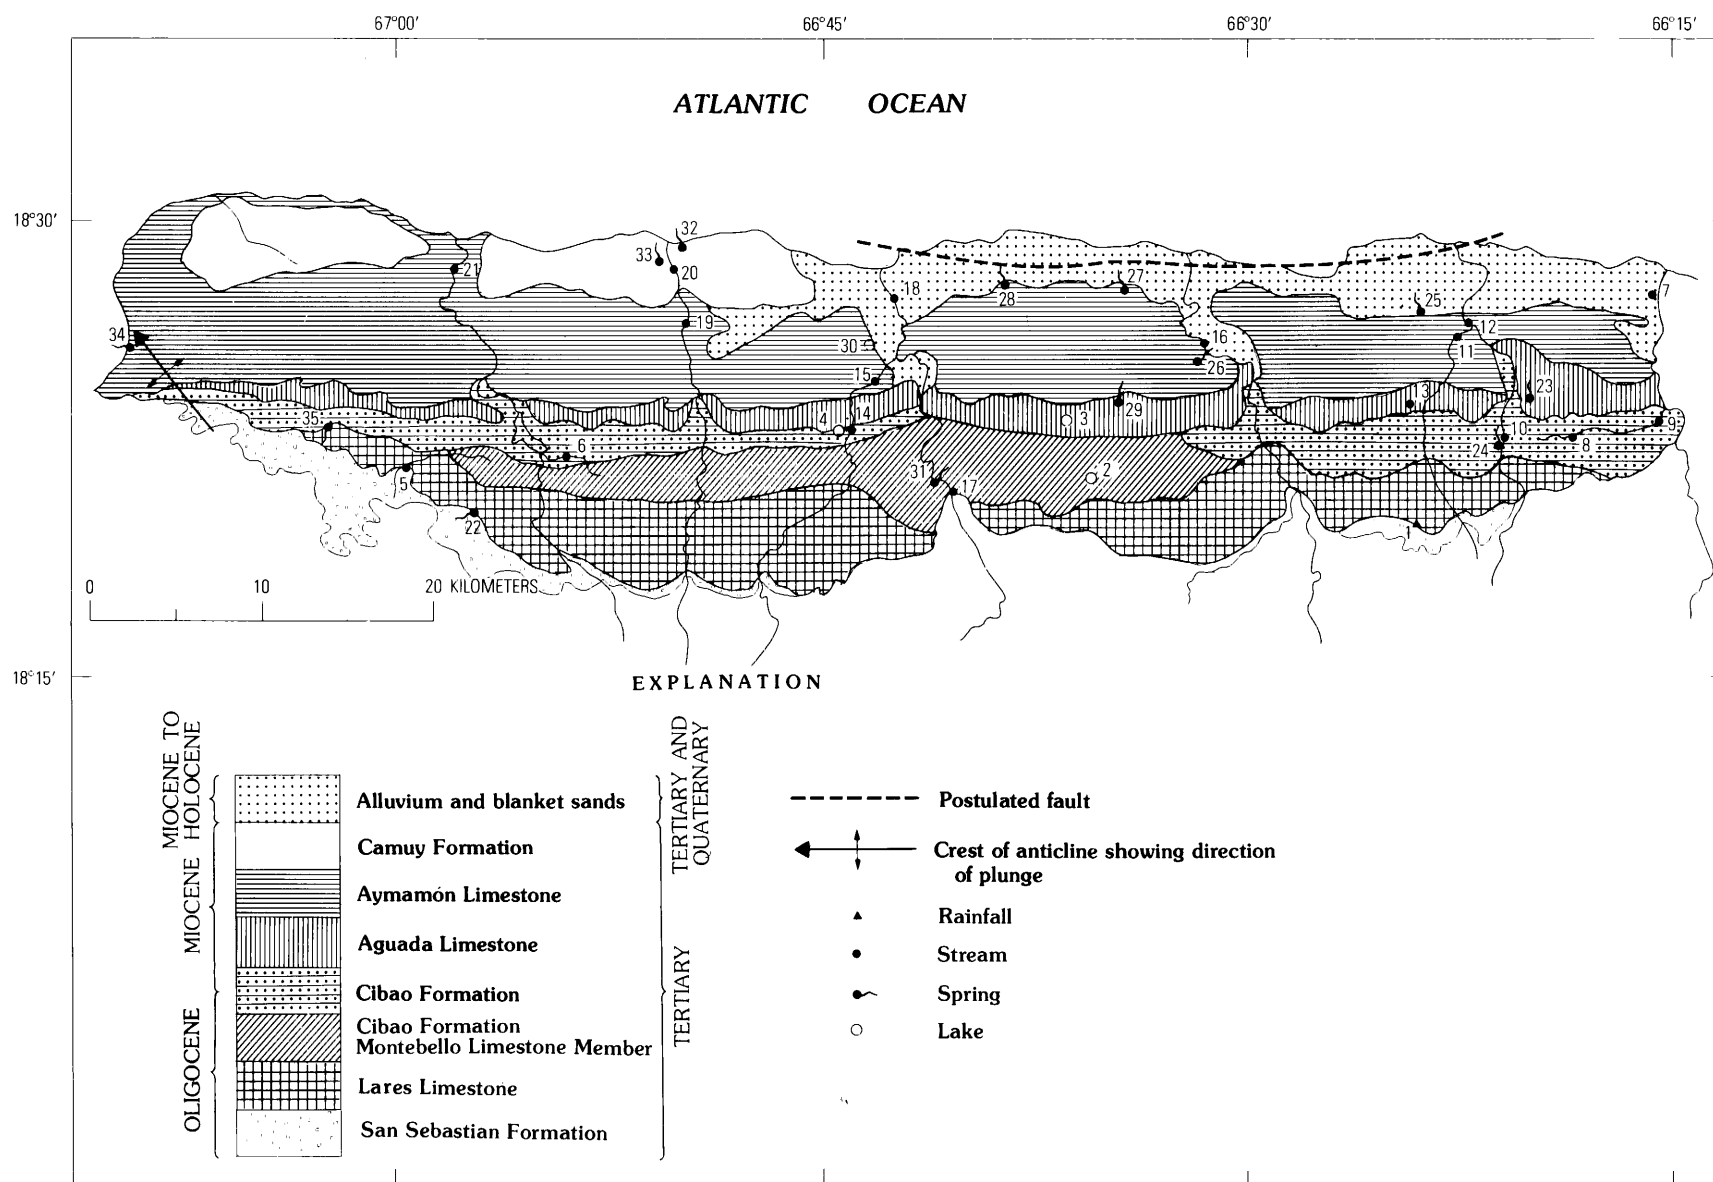 67°00′ 66°45′ 66°30′ 66°15′
ATLANTIC OCEAN
18°30′
32
33
20
21
19
18
28
27
25
7
34
30
15
16
26
12
11
35
6
4
14
3
29
13
23
10
24
8
9
5
22
31
17
2
1
0 10 20 KILOMETERS
18°15′
EXPLANATION
MIOCENE TO
HOLOCENE
MIOCENE
OLIGOCENE
Alluvium and blanket sands
Camuy Formation
Aymamón Limestone
Aguada Limestone
Cibao Formation
Cibao Formation
Montebello Limestone Member
Lares Limestone
San Sebastian Formation
TERTIARY AND
QUATERNARY
TERTIARY
Postulated fault
Crest of anticline showing direction
of plunge
Rainfall
Stream
Spring
Lake